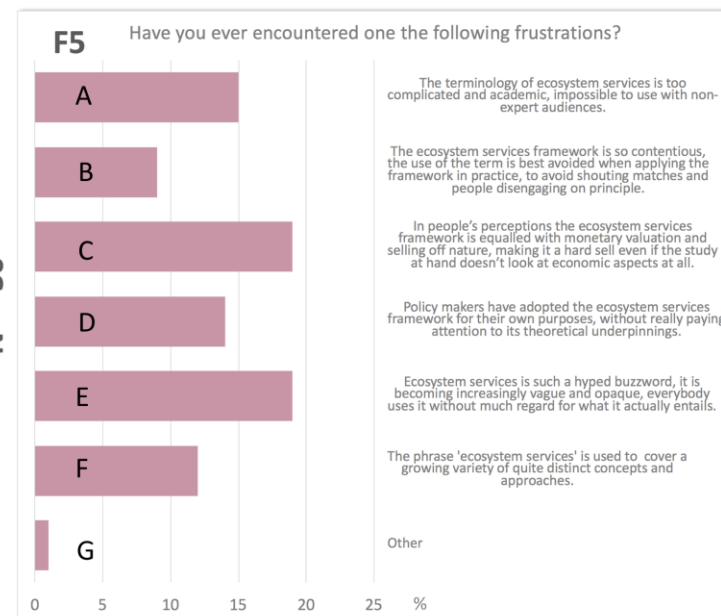 F5
Have you ever encountered one the following frustrations?
A
The terminology of ecosystem services is too
complicated and academic, impossible to use with non-
expert audiences.
B
The ecosystem services framework is so contentious,
the use of the term is best avoided when applying the
framework in practice, to avoid shouting matches and
people disengaging on principle.
C
In people's perceptions the ecosystem services
framework is equalled with monetary valuation and
selling off nature, making it a hard sell even if the study
at hand doesn't look at economic aspects at all.
D
Policy makers have adopted the ecosystem services
framework for their own purposes, without really paying
attention to its theoretical underpinnings.
E
Ecosystem services is such a hyped buzzword, it is
becoming increasingly vague and opaque, everybody
uses it without much regard for what it actually entails.
F
The phrase 'ecosystem services' is used to cover a
growing variety of quite distinct concepts and
approaches.
G
Other
0 5 10 15 20 25 %